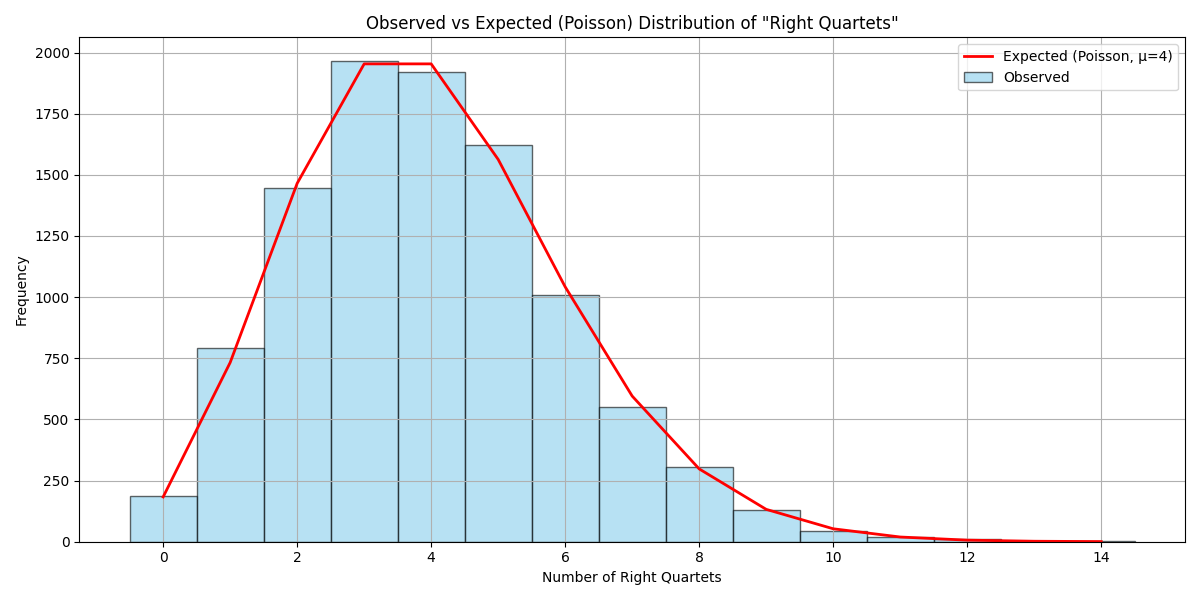 Observed vs Expected (Poisson) Distribution of "Right Quartets"
Expected (Poisson, μ=4)
Observed
2000
1750
1500
1250
1000
750
500
250
0
Frequency
0 2 4 6 8 10 12 14
Number of Right Quartets